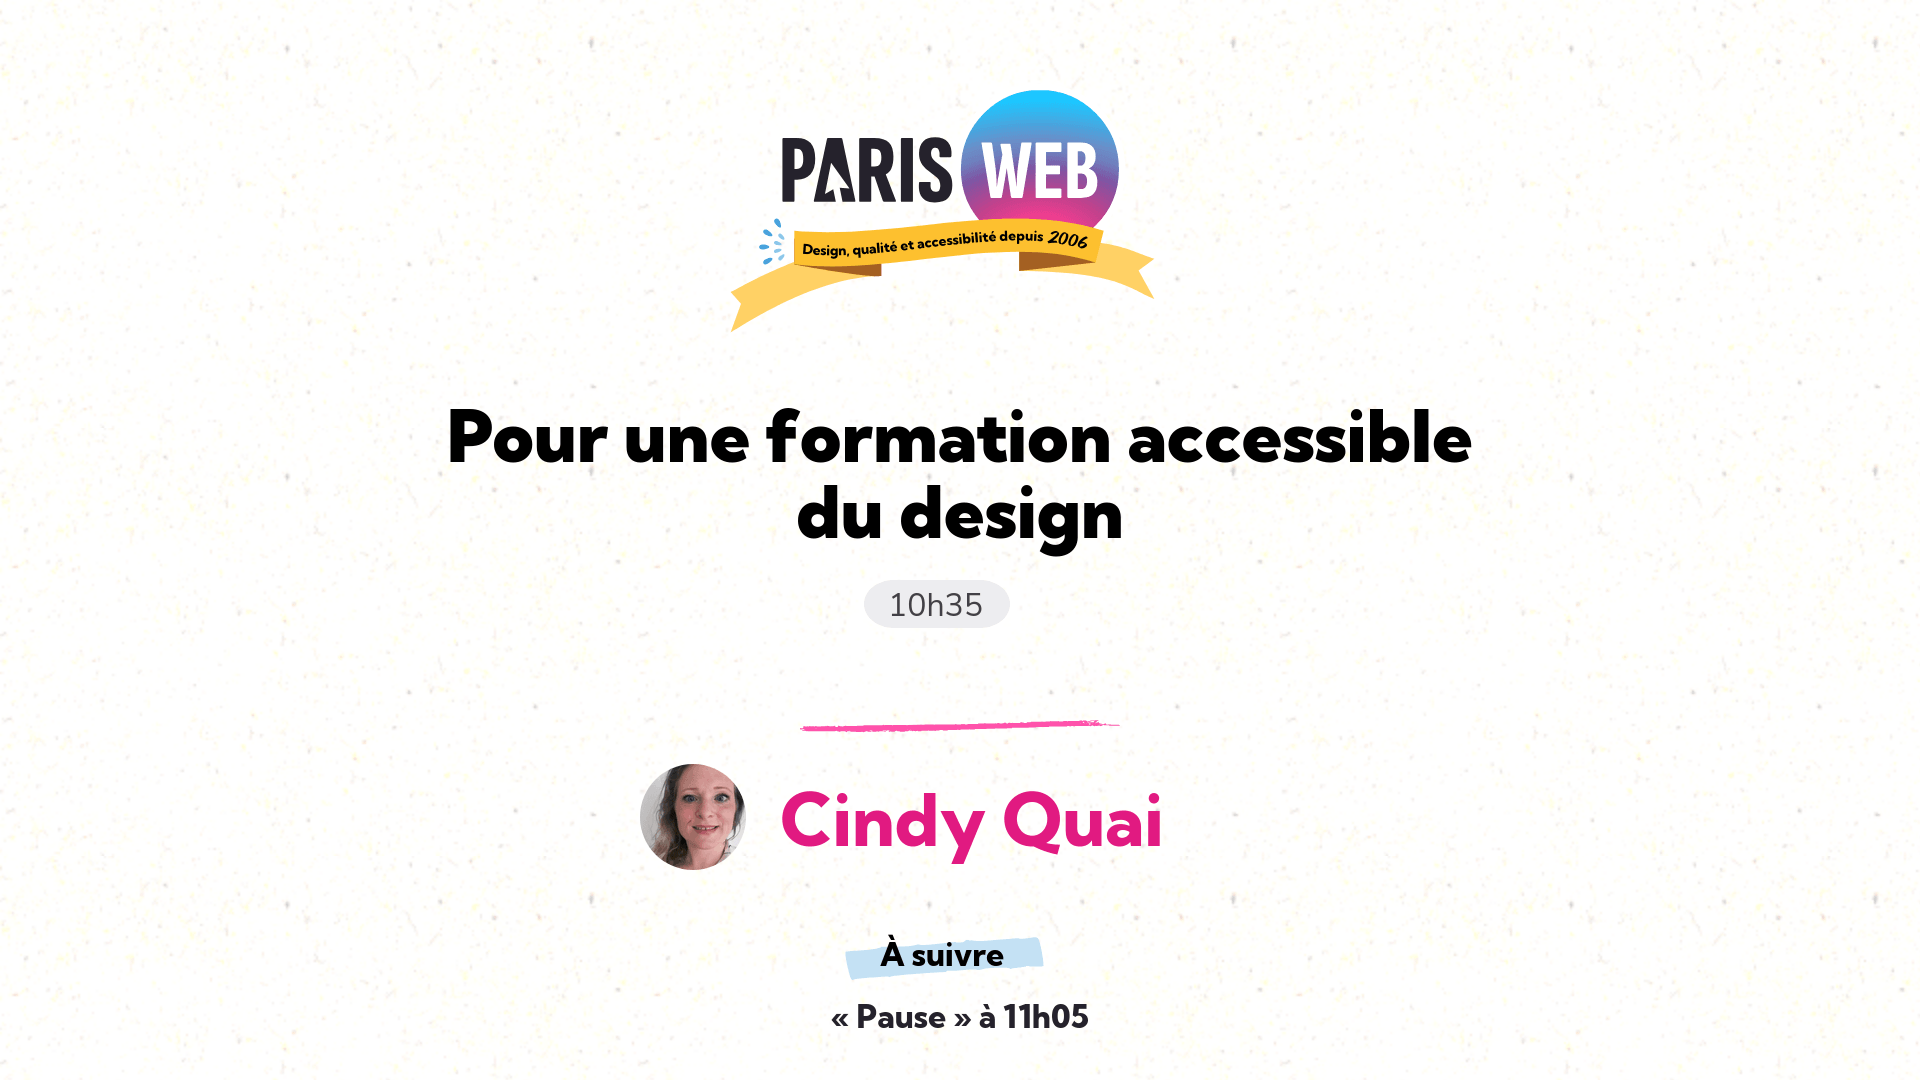 PARIS WEB
Design, qualité et accessibilité depuis 2006
Pour une formation accessible
du design
10h35
Cindy Quai
À suivre
« Pause » à 11h05